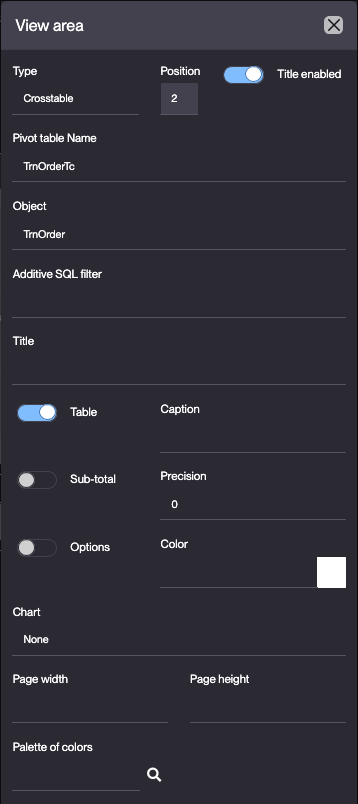 View area
Type Position Title enabled
Crosstable 2
Pivot table Name
TrnOrderTc
Object
TrnOrder
Additive SQL filter
Title
Table Caption
Sub-total Precision
0
Options Color
Chart
None
Page width Page height
Palette of colors